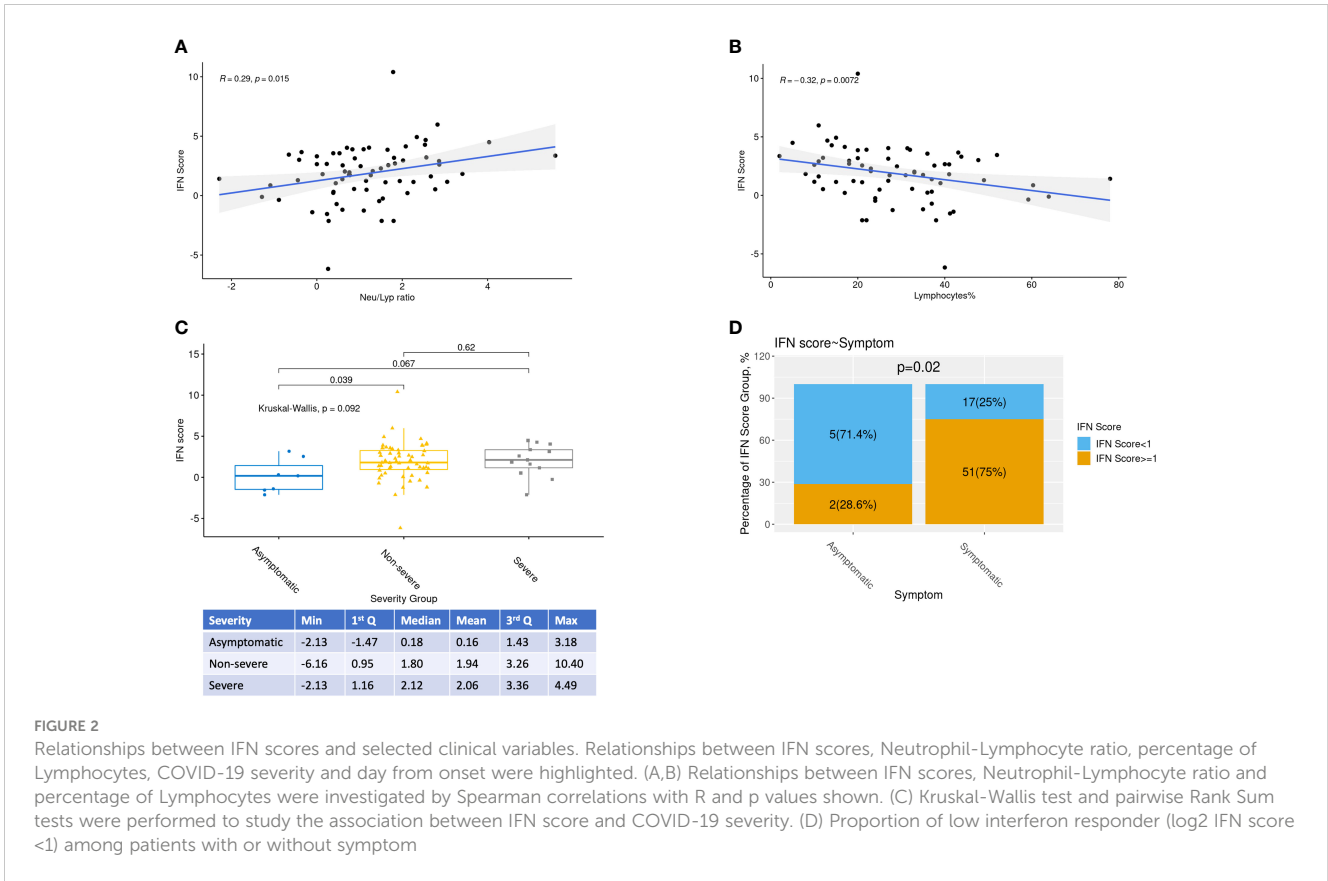 A
R = 0.29, p = 0.015
10
5
0
-5
IFN Score
-2
0
2
4
Neu/Lyp ratio
B
R = −0.32, p = 0.0072
10
5
0
-5
IFN Score
0
20
40
60
80
Lymphocytes%
C
0.62
0.067
0.039
Kruskal-Wallis, p = 0.092
15
10
5
0
-5
IFN score
Asymptomatic
Non-severe
Severe
Severity Group
Severity Min 1st Q Median Mean 3rd Q Max
Asymptomatic -2.13 -1.47 0.18 0.16 1.43 3.18
Non-severe -6.16 0.95 1.80 1.94 3.26 10.40
Severe -2.13 1.16 2.12 2.06 3.36 4.49
D
IFN score~Symptom
p=0.02
120
90
60
30
0
Percentage of IFN Score Group, %
5(71.4%)
2(28.6%)
17(25%)
51(75%)
Asymptomatic
Symptomatic
Symptom
IFN Score
IFN Score<1
IFN Score>=1
FIGURE 2
Relationships between IFN scores and selected clinical variables. Relationships between IFN scores, Neutrophil-Lymphocyte ratio, percentage of
Lymphocytes, COVID-19 severity and day from onset were highlighted. (A,B) Relationships between IFN scores, Neutrophil-Lymphocyte ratio and
percentage of Lymphocytes were investigated by Spearman correlations with R and p values shown. (C) Kruskal-Wallis test and pairwise Rank Sum
tests were performed to study the association between IFN score and COVID-19 severity. (D) Proportion of low interferon responder (log2 IFN score
<1) among patients with or without symptom